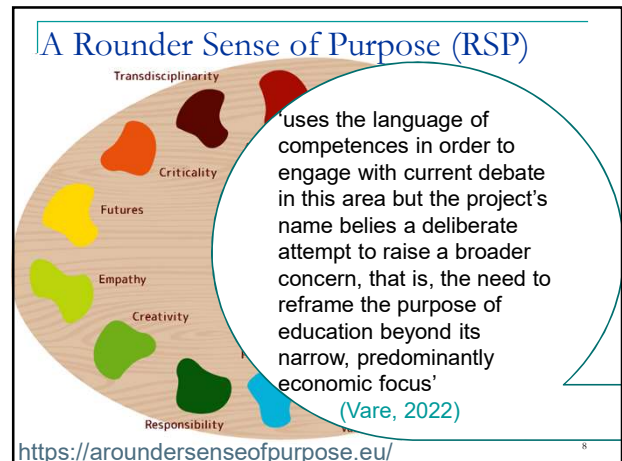 A Rounder Sense of Purpose (RSP)
Transdisciplinarity
Criticality
Futures
Empathy
Creativity
Responsibility
‘uses the language of
competences in order to
engage with current debate
in this area but the project’s
name belies a deliberate
attempt to raise a broader
concern, that is, the need to
reframe the purpose of
education beyond its
narrow, predominantly
economic focus’
(Vare, 2022)
https://aroundersenseofpurpose.eu/
8